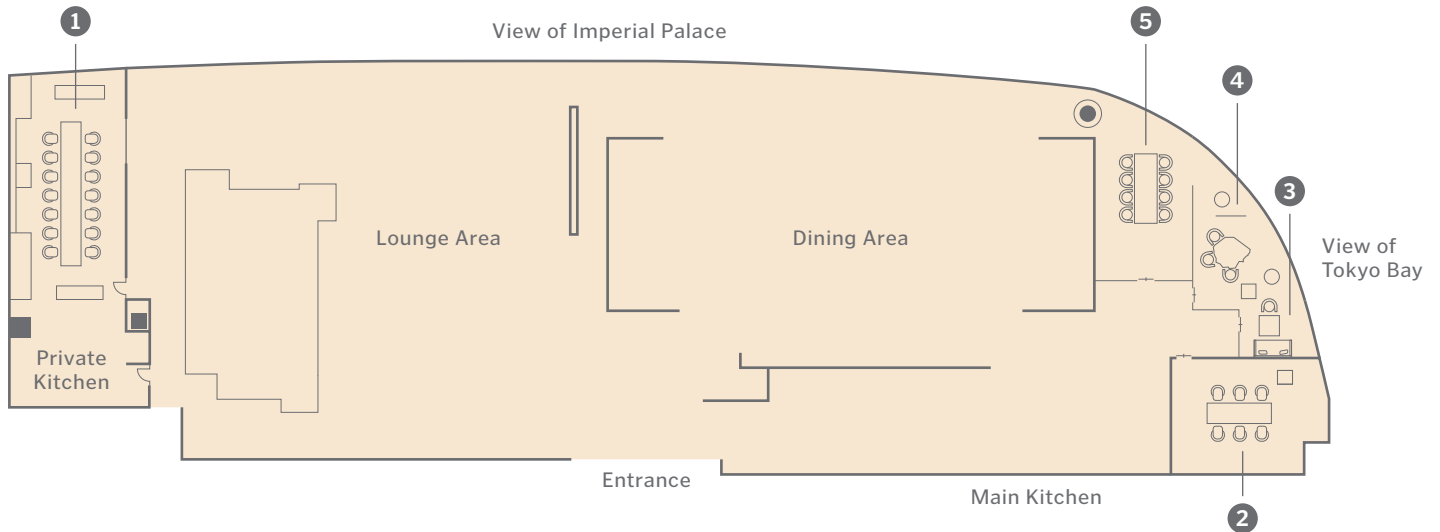 1
View of Imperial Palace
5
4
3
Lounge Area
Dining Area
View of
Tokyo Bay
Private
Kitchen
Entrance
Main Kitchen
2